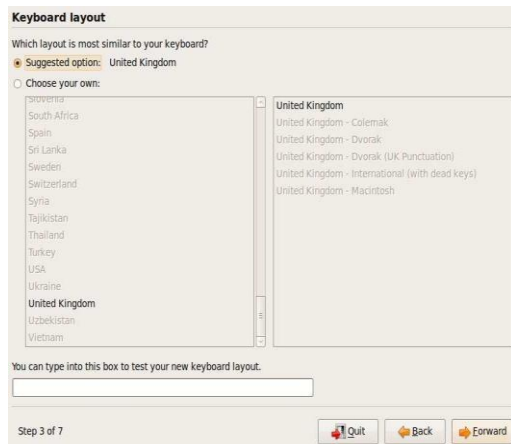 Keyboard layout
Which layout is most similar to your keyboard?
Suggested option: United Kingdom
Choose your own:
Slovenia
South Africa
Spain
Sri Lanka
Sweden
Switzerland
Syria
Tajikistan
Thailand
Turkey
USA
Ukraine
United Kingdom
Uzbekistan
Vietnam
United Kingdom
United Kingdom - Colemak
United Kingdom - Dvorak
United Kingdom - Dvorak (UK Punctuation)
United Kingdom - International (with dead keys)
United Kingdom - Macintosh
You can type into this box to test your new keyboard layout.
Step 3 of 7
Quit
Back
Forward